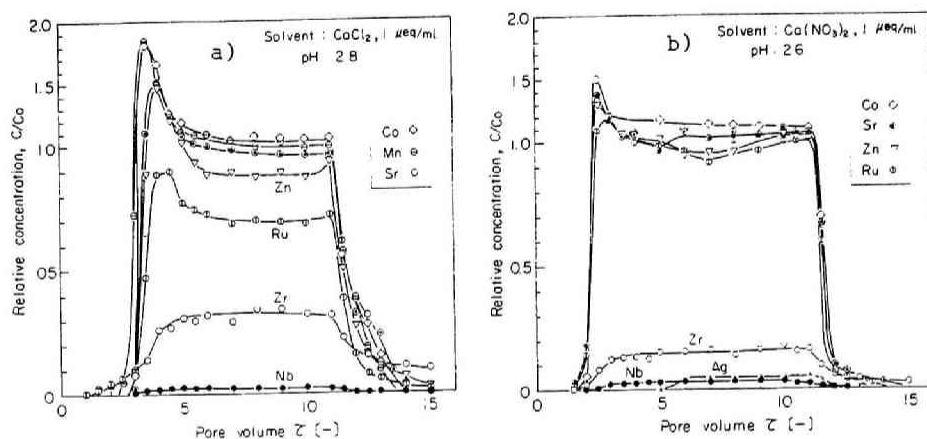 a)
Solvent : CaCl2, 1 μeq/ml
pH 2.8
Relative concentration, C/Co
2.0
1.5
1.0
0.5
0
Co
Mn
Sr
Zn
Ru
Zr
Nb
0
5
10
15
Pore volume τ [-]
b)
Solvent : Ca(NO3)2, 1 μeq/ml
pH . 2.6
Relative concentration, C/Co
2.0
1.5
1.0
0.5
0
Co
Sr
Zn
Ru
Zr
Nb
Ag
0
5
10
15
Pore volume τ [-]